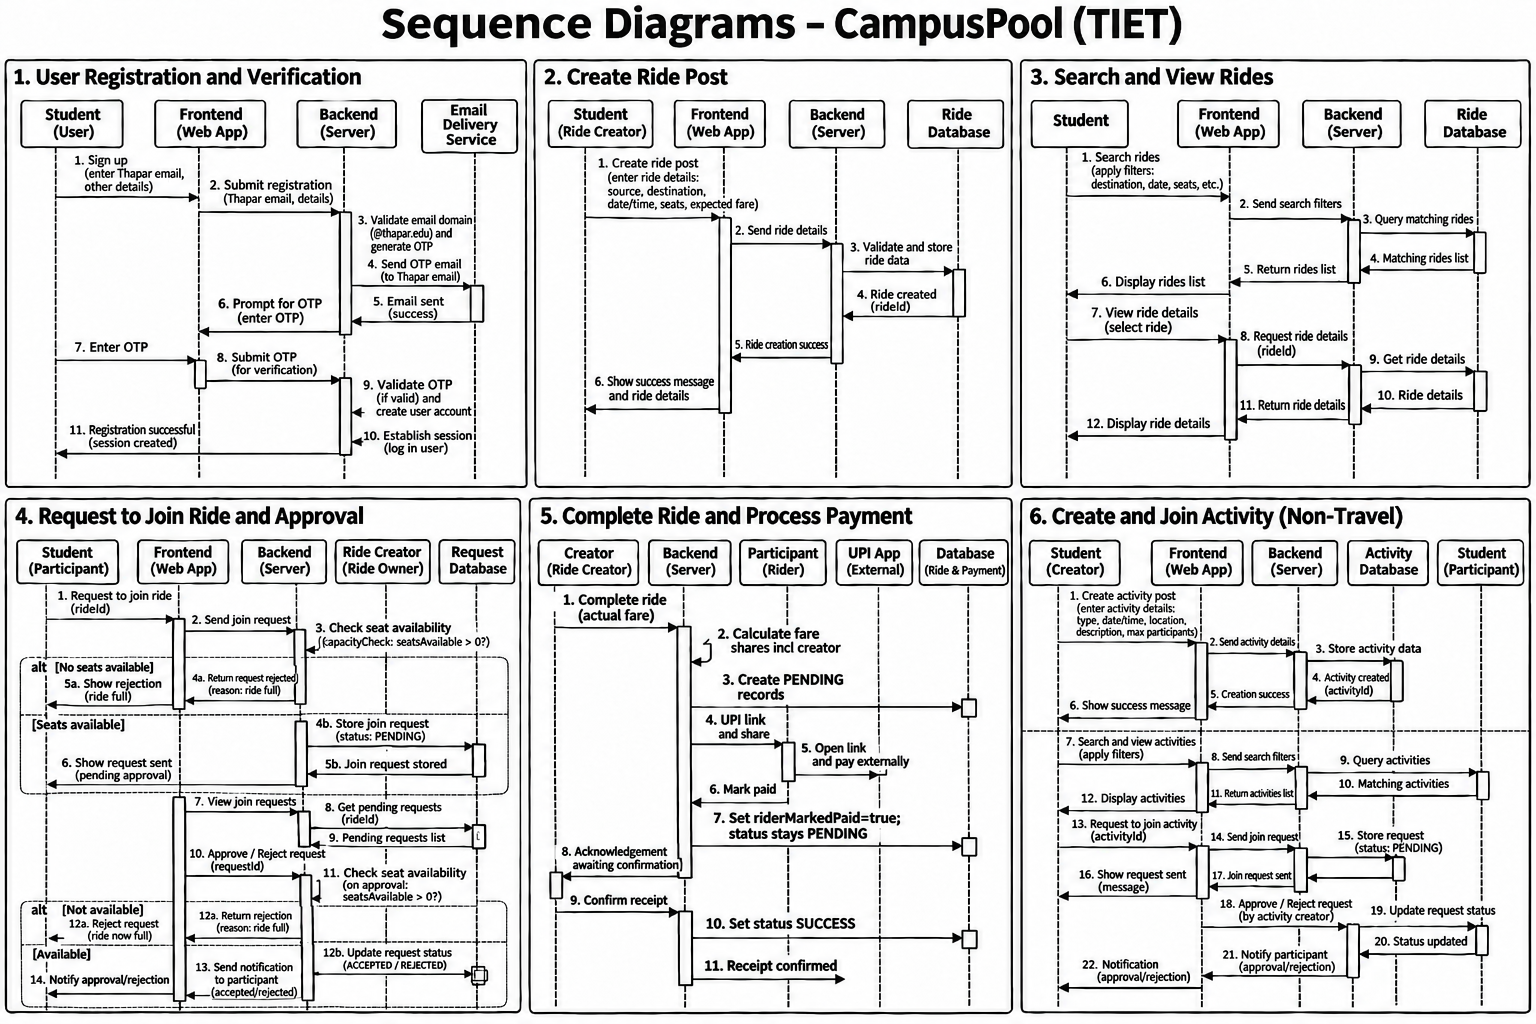 Sequence Diagrams – CampusPool (TIET)
1. User Registration and Verification
Student
(User)
Frontend
(Web App)
Backend
(Server)
Email
Delivery
Service
1. Sign up
(enter Thapar email,
other details)
2. Submit registration
(Thapar email, details)
3. Validate email domain
(@thapar.edu) and
generate OTP
4. Send OTP email
(to Thapar email)
5. Email sent
(success)
6. Prompt for OTP
(enter OTP)
7. Enter OTP
8. Submit OTP
(for verification)
9. Validate OTP
(if valid) and
create user account
10. Establish session
(log in user)
11. Registration successful
(session created)
2. Create Ride Post
Student
(Ride Creator)
Frontend
(Web App)
Backend
(Server)
Ride
Database
1. Create ride post
(enter ride details:
source, destination,
date/time, seats, expected fare)
2. Send ride details
3. Validate and store
ride data
4. Ride created
(rideId)
5. Ride creation success
6. Show success message
and ride details
3. Search and View Rides
Student
Frontend
(Web App)
Backend
(Server)
Ride
Database
1. Search rides
(apply filters:
destination, date, seats, etc.)
2. Send search filters
3. Query matching rides
4. Matching rides list
5. Return rides list
6. Display rides list
7. View ride details
(select ride)
8. Request ride details
(rideId)
9. Get ride details
10. Ride details
11. Return ride details
12. Display ride details
4. Request to Join Ride and Approval
Student
(Participant)
Frontend
(Web App)
Backend
(Server)
Ride Creator
(Ride Owner)
Request
Database
1. Request to join ride
(rideId)
2. Send join request
3. Check seat availability
(capacityCheck: seatsAvailable > 0?)
alt [No seats available]
4a. Return request rejected
(reason: ride full)
5a. Show rejection
(ride full)
[Seats available]
4b. Store join request
(status: PENDING)
5b. Join request stored
6. Show request sent
(pending approval)
7. View join requests
8. Get pending requests
(rideId)
9. Pending requests list
10. Approve / Reject request
(requestId)
11. Check seat availability
(on approval:
seatsAvailable > 0?)
alt [Not available]
12a. Return rejection
(reason: ride full)
12a. Reject request
(ride now full)
[Available]
12b. Update request status
(ACCEPTED / REJECTED)
13. Send notification
to participant
(accepted/rejected)
14. Notify approval/rejection
5. Complete Ride and Process Payment
Creator
(Ride Creator)
Backend
(Server)
Participant
(Rider)
UPI App
(External)
Database
(Ride & Payment)
1. Complete ride
(actual fare)
2. Calculate fare
shares incl creator
3. Create PENDING
records
4. UPI link
and share
5. Open link
and pay externally
6. Mark paid
7. Set riderMarkedPaid=true;
status stays PENDING
8. Acknowledgement
awaiting confirmation
9. Confirm receipt
10. Set status SUCCESS
11. Receipt confirmed
6. Create and Join Activity (Non-Travel)
Student
(Creator)
Frontend
(Web App)
Backend
(Server)
Activity
Database
Student
(Participant)
1. Create activity post
(enter activity details:
type, date/time, location,
description, max participants)
2. Send activity details
3. Store activity data
4. Activity created
(activityId)
5. Creation success
6. Show success message
7. Search and view activities
(apply filters)
8. Send search filters
9. Query activities
10. Matching activities
11. Return activities list
12. Display activities
13. Request to join activity
(activityId)
14. Send join request
15. Store request
(status: PENDING)
16. Show request sent
(message)
17. Join request sent
18. Approve / Reject request
(by activity creator)
19. Update request status
20. Status updated
21. Notify participant
(approval/rejection)
22. Notification
(approval/rejection)